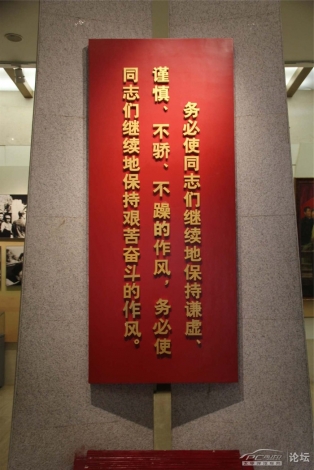 务必使同志们继续地保持谦虚、
谨慎、不骄、不躁的作风，务必使
同志们继续地保持艰苦奋斗的作风。
论坛